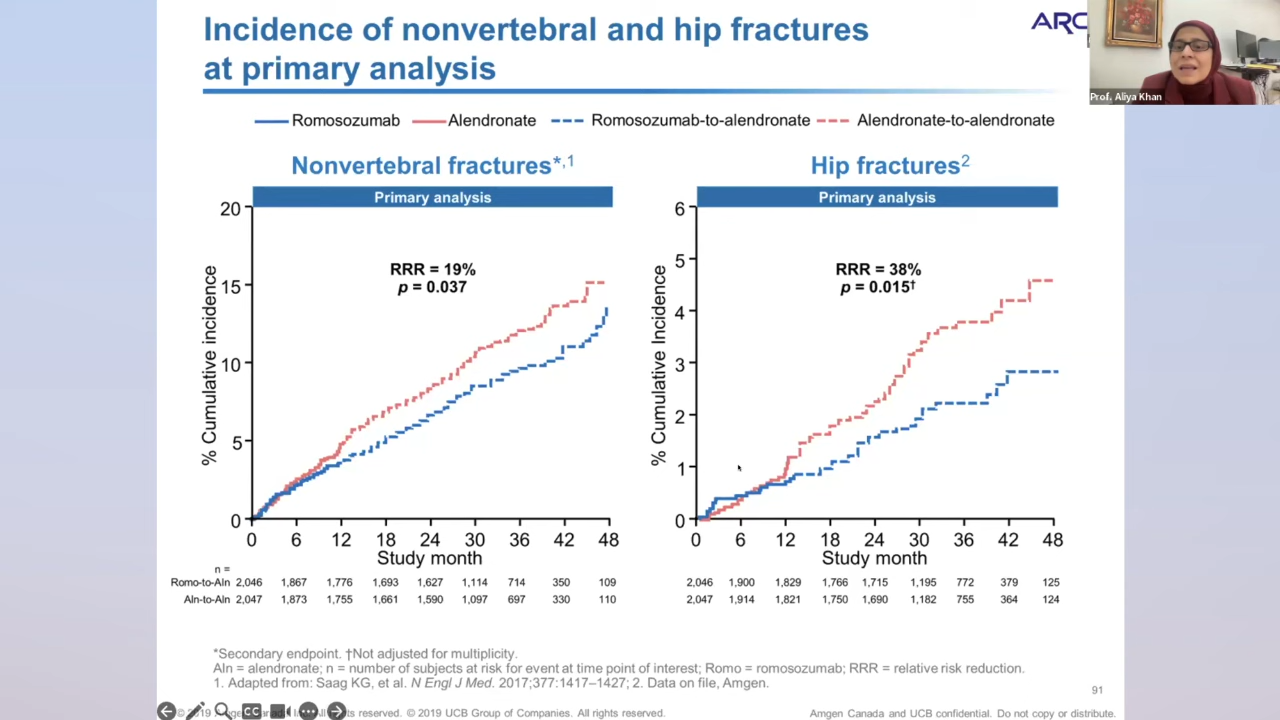 Incidence of nonvertebral and hip fractures
at primary analysis
ARC
Prof. Aliya Khan
Romosozumab Alendronate Romosozumab-to-alendronate Alendronate-to-alendronate
Nonvertebral fractures*,1
Primary analysis
RRR = 19%
p = 0.037
% Cumulative incidence
20
15
10
5
0
0 6 12 18 24 30 36 42 48
Study month
Hip fractures2
Primary analysis
RRR = 38%
p = 0.015†
% Cumulative Incidence
6
5
4
3
2
1
0
0 6 12 18 24 30 36 42 48
Study month
n =
Romo-to-Aln 2,046 1,867 1,776 1,693 1,627 1,114 714 350 109
Aln-to-Aln 2,047 1,873 1,755 1,661 1,590 1,097 697 330 110
2,046 1,900 1,829 1,766 1,715 1,195 772 379 125
2,047 1,914 1,821 1,750 1,690 1,182 755 364 124
*Secondary endpoint. †Not adjusted for multiplicity.
Aln = alendronate; n = number of subjects at risk for event at time point of interest; Romo = romosozumab; RRR = relative risk reduction.
1. Adapted from: Saag KG, et al. N Engl J Med. 2017;377:1417–1427; 2. Data on file, Amgen.
91
rights reserved. © 2019 UCB Group of Companies. All rights reserved.
Amgen Canada and UCB confidential. Do not copy or distribute.